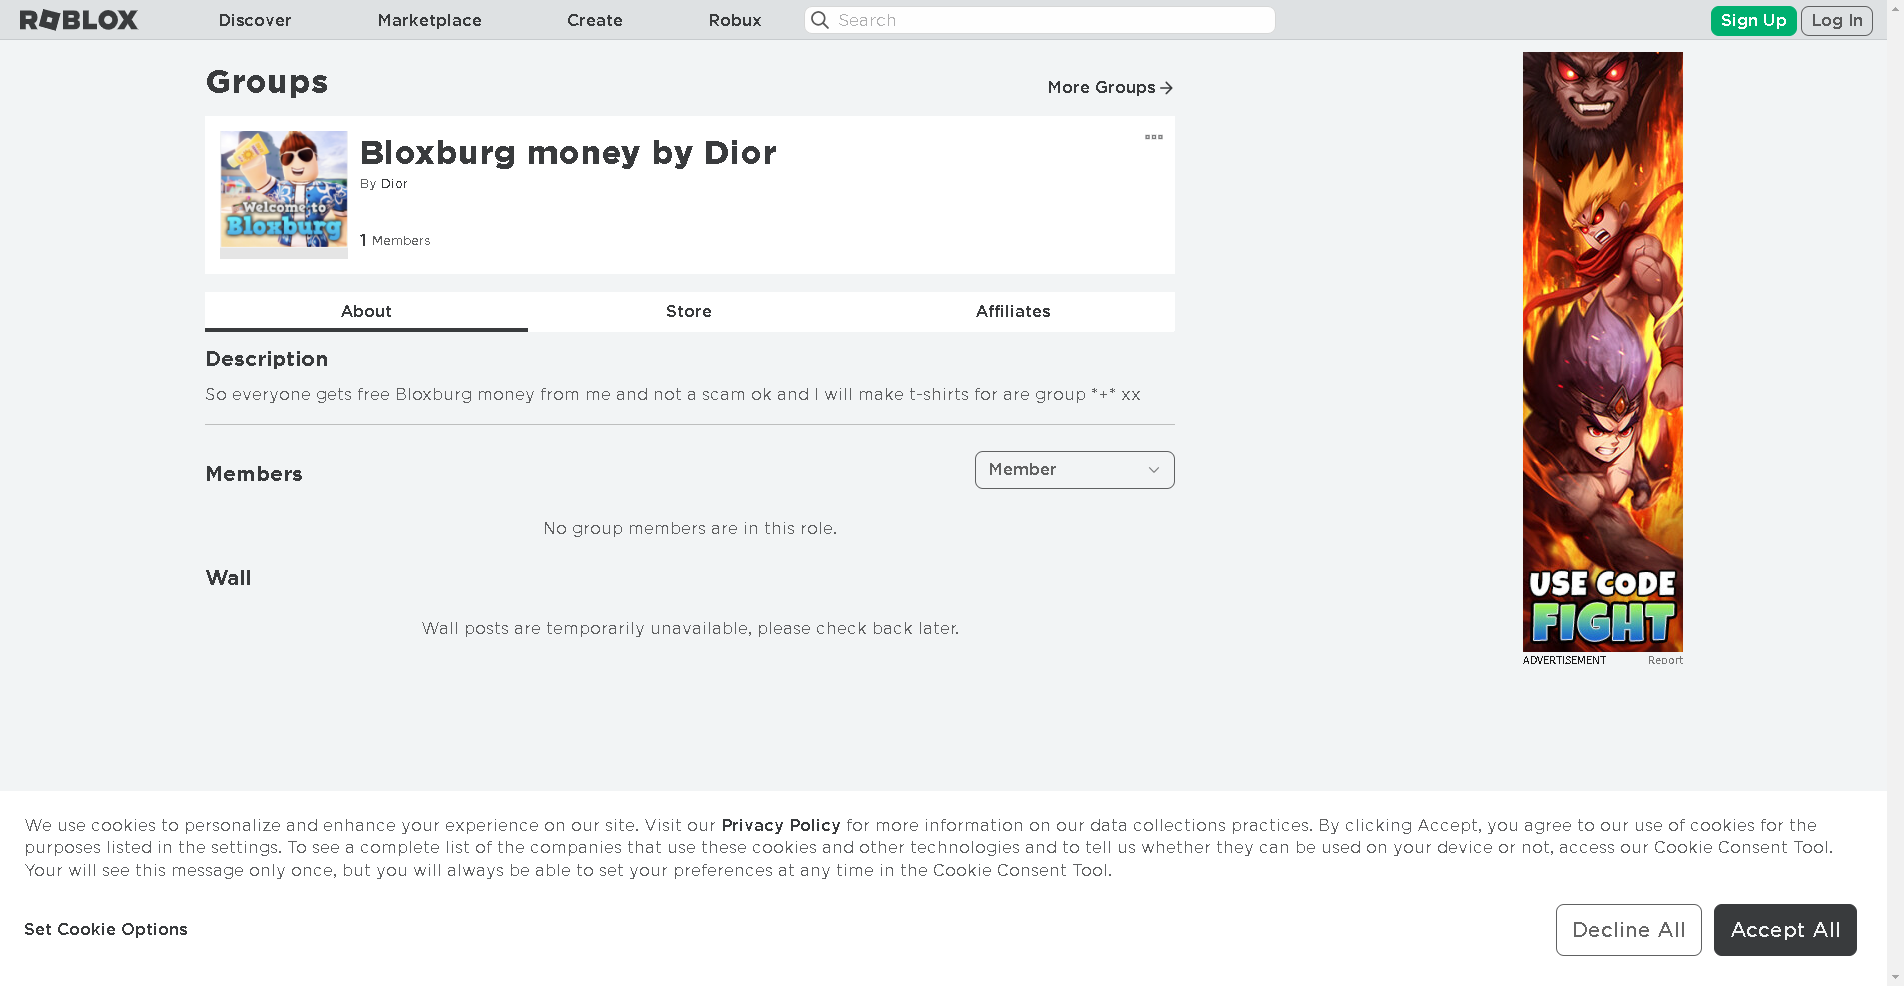 ROBLOX
Discover
Marketplace
Create
Robux
Search
Sign Up
Log In
Groups
More Groups
Bloxburg money by Dior
By Dior
1 Members
Welcome to
Bloxburg
About
Store
Affiliates
Description
So everyone gets free Bloxburg money from me and not a scam ok and I will make t-shirts for are group *+* xx
Members
Member
No group members are in this role.
Wall
Wall posts are temporarily unavailable, please check back later.
USE CODE
FIGHT
ADVERTISEMENT
Report
We use cookies to personalize and enhance your experience on our site. Visit our Privacy Policy for more information on our data collections practices. By clicking Accept, you agree to our use of cookies for the
purposes listed in the settings. To see a complete list of the companies that use these cookies and other technologies and to tell us whether they can be used on your device or not, access our Cookie Consent Tool.
Your will see this message only once, but you will always be able to set your preferences at any time in the Cookie Consent Tool.
Set Cookie Options
Decline All
Accept All